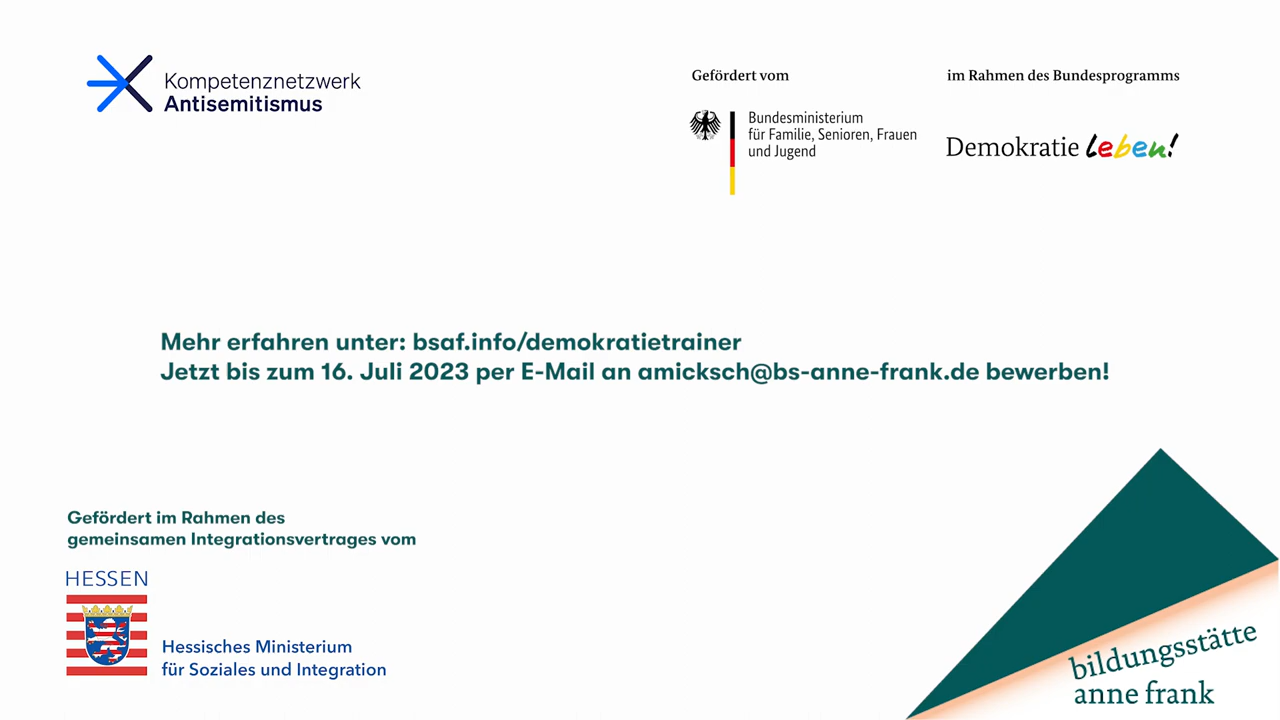 Kompetenznetzwerk
Antisemitismus
Gefördert vom
Bundesministerium
für Familie, Senioren, Frauen
und Jugend
im Rahmen des Bundesprogramms
Demokratie leben!
Mehr erfahren unter: bsaf.info/demokratietrainer
Jetzt bis zum 16. Juli 2023 per E-Mail an amicksch@bs-anne-frank.de bewerben!
Gefördert im Rahmen des
gemeinsamen Integrationsvertrages vom
HESSEN
Hessisches Ministerium
für Soziales und Integration
bildungsstätte
anne frank